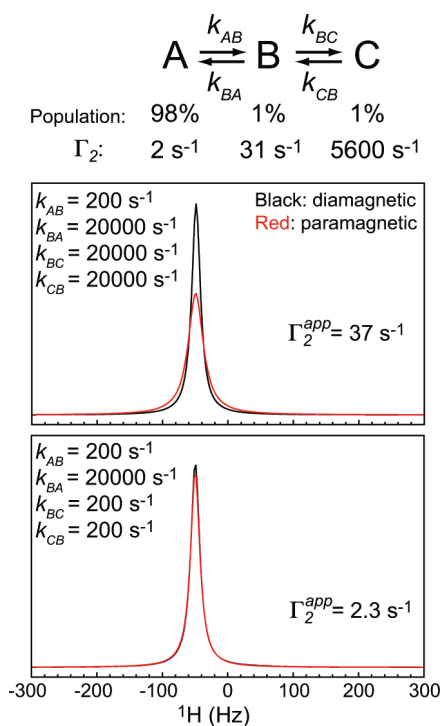 k_AB k_BC
A ⇌ B ⇌ C
k_BA k_CB
Population: 98% 1% 1%
Γ₂: 2 s⁻¹ 31 s⁻¹ 5600 s⁻¹
k_AB = 200 s⁻¹
k_BA = 20000 s⁻¹
k_BC = 20000 s⁻¹
k_CB = 20000 s⁻¹
Black: diamagnetic
Red: paramagnetic
Γ₂^app = 37 s⁻¹
k_AB = 200 s⁻¹
k_BA = 20000 s⁻¹
k_BC = 200 s⁻¹
k_CB = 200 s⁻¹
Γ₂^app = 2.3 s⁻¹
-300 -200 -100 0 100 200 300
¹H (Hz)